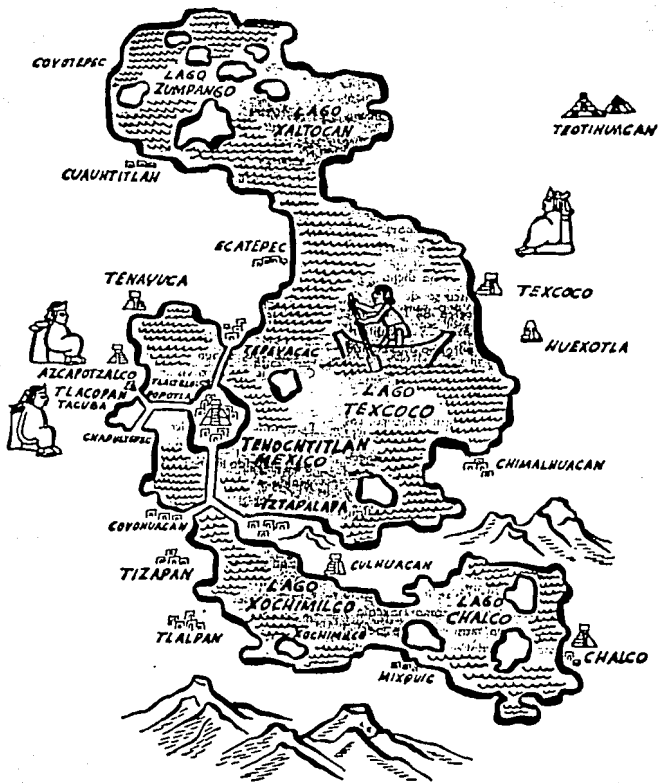 COYOTEPEC
LAGO
ZUMPANGO
LAGO
XALTOCAN
TEOTIHUACAN
CUAUHTITLAN
ECATEPEC
TENAYUCA
TEXCOCO
HUEXOTLA
AZCAPOTZALCO
TEPAYACAC
TLACOPAN
TACUBA
POPOTLA
LAGO
TEXCOCO
CHAPULTEPEC
TENOCHTITLAN
MEXICO
CHIMALHUACAN
IZTAPALAPA
COYOHUACAN
TIZAPAN
CULHUACAN
LAGO
XOCHIMILCO
LAGO
CHALCO
TLALPAN
XOCHIMILCO
CHALCO
MIXQUIC